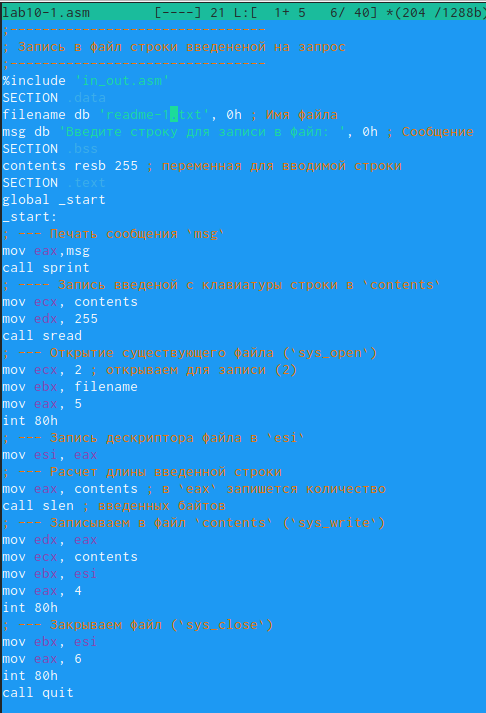 lab10-1.asm [----] 21 L:[ 1+ 5 6/ 40] *(204 /1288b)
;--------------------------------
; Запись в файл строки введененой на запрос
;--------------------------------
%include 'in_out.asm'
SECTION .data
filename db 'readme-1.txt', 0h ; Имя файла
msg db 'Введите строку для записи в файл: ', 0h ; Сообщение
SECTION .bss
contents resb 255 ; переменная для вводимой строки
SECTION .text
global _start
_start:
; --- Печать сообщения `msg`
mov eax,msg
call sprint
; ---- Запись введеной с клавиатуры строки в `contents`
mov ecx, contents
mov edx, 255
call sread
; --- Открытие существующего файла (`sys_open`)
mov ecx, 2 ; открываем для записи (2)
mov ebx, filename
mov eax, 5
int 80h
; --- Запись дескриптора файла в `esi`
mov esi, eax
; --- Расчет длины введенной строки
mov eax, contents ; в `eax` запишется количество
call slen ; введенных байтов
; --- Записываем в файл `contents` (`sys_write`)
mov edx, eax
mov ecx, contents
mov ebx, esi
mov eax, 4
int 80h
; --- Закрываем файл (`sys_close`)
mov ebx, esi
mov eax, 6
int 80h
call quit